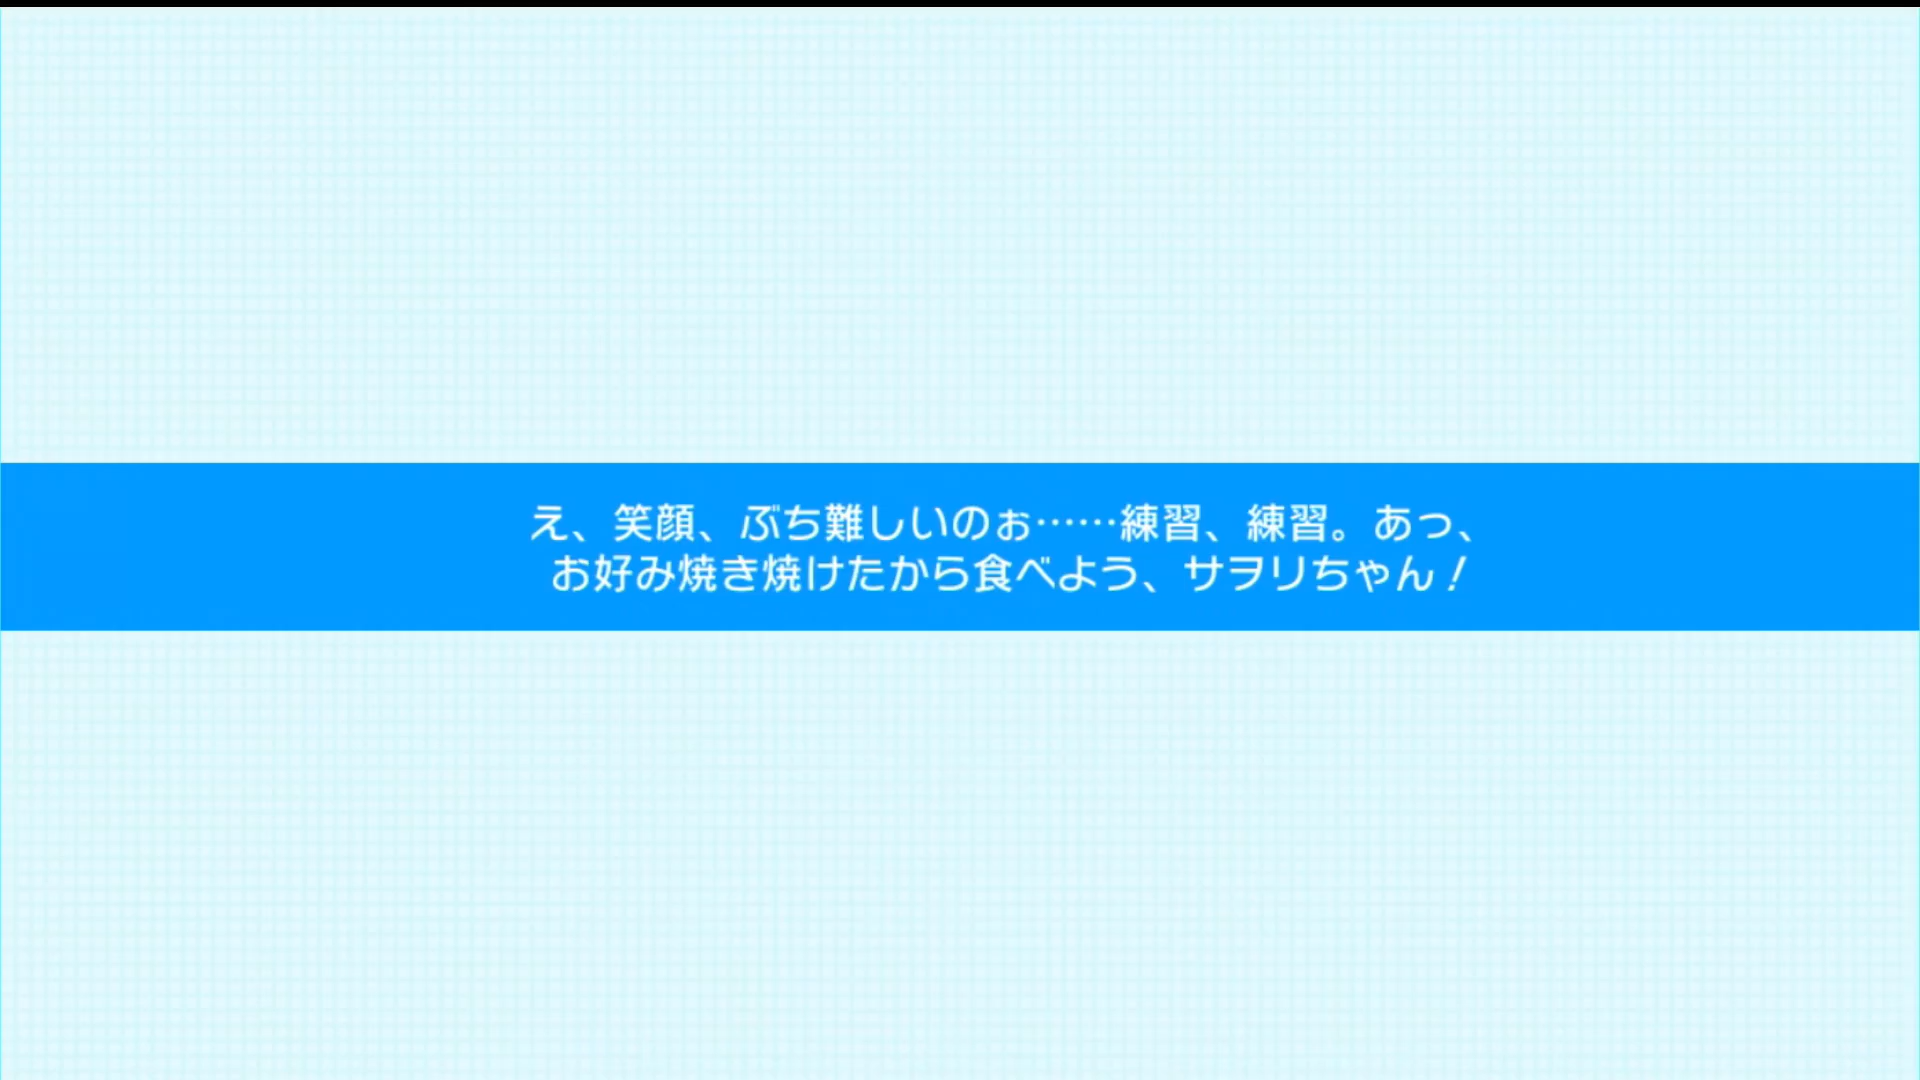 え、笑顔、ぶち難しいのぉ……練習、練習。あっ、
お好み焼き焼けたから食べよう、サヲリちゃん！